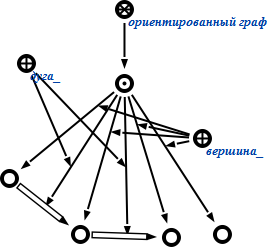 ориентированный граф
дуга_
вершина_